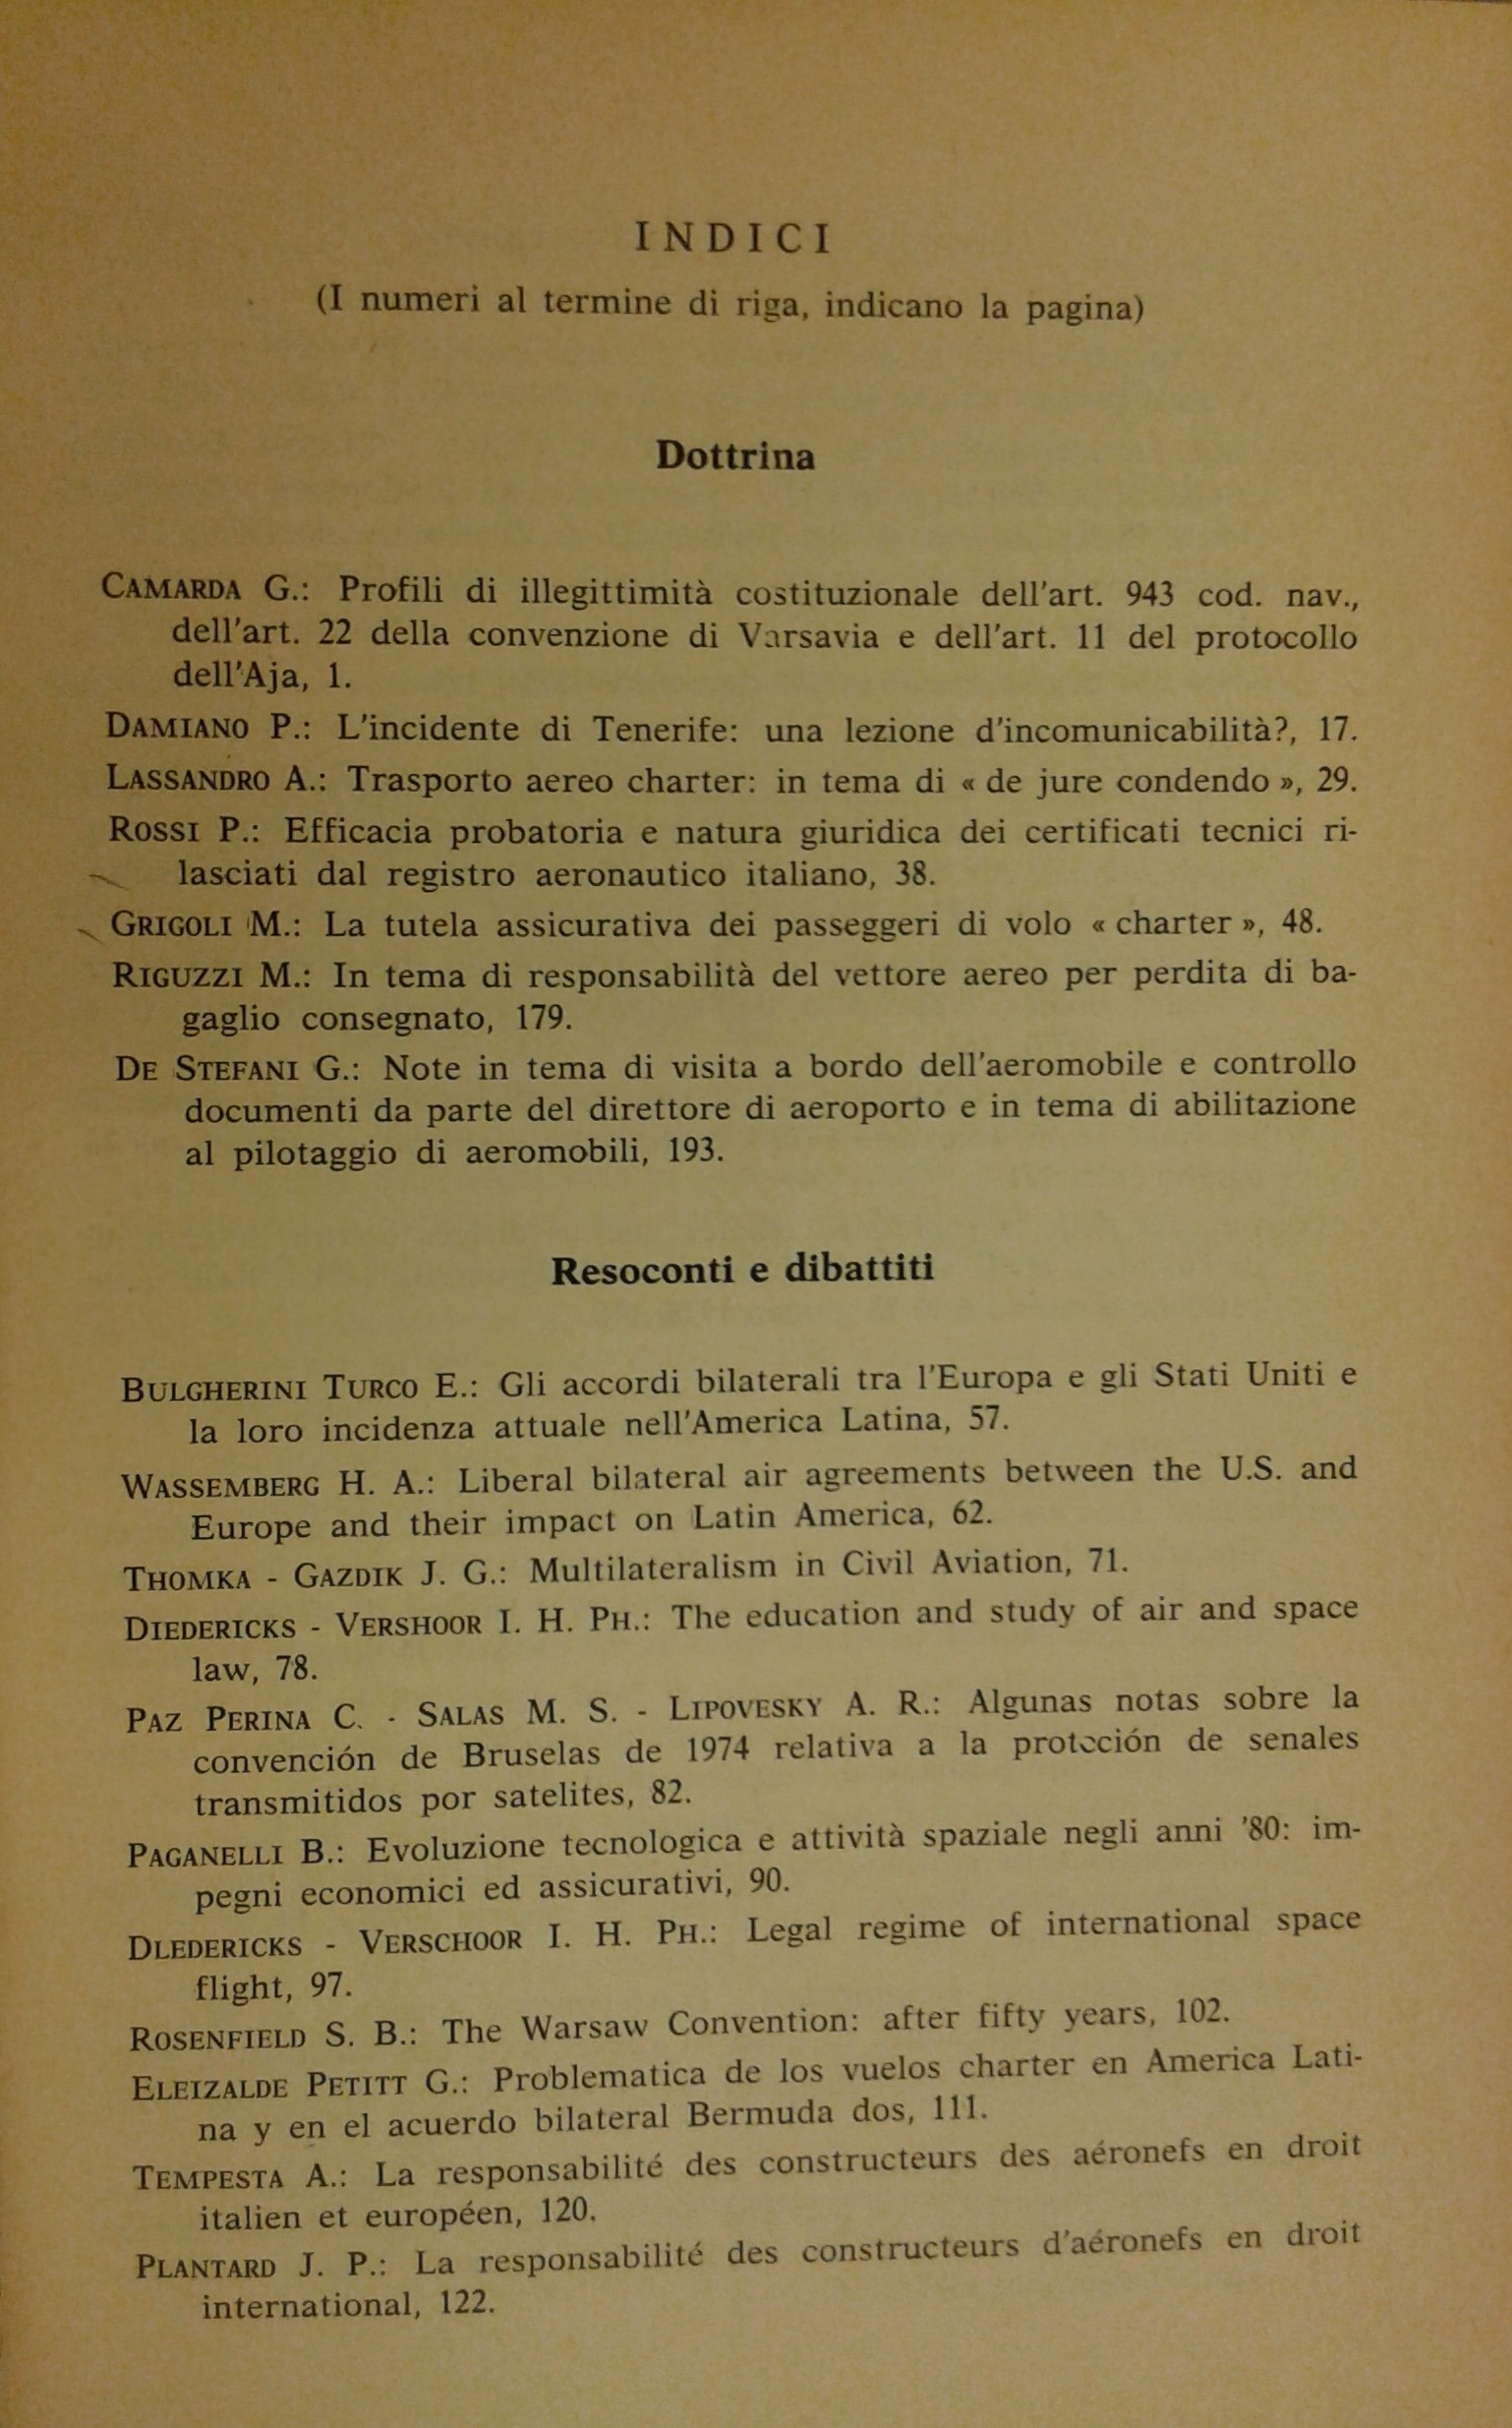 INDICI
(I numeri al termine di riga, indicano la pagina)
Dottrina
CAMARDA G.: Profili di illegittimità costituzionale dell'art. 943 cod. nav.,
dell'art. 22 della convenzione di Varsavia e dell'art. 11 del protocollo
dell'Aja, 1.
DAMIANO P.: L'incidente di Tenerife: una lezione d'incomunicabilità?, 17.
LASSANDRO A.: Trasporto aereo charter: in tema di « de jure condendo », 29.
ROSSI P.: Efficacia probatoria e natura giuridica dei certificati tecnici ri-
lasciati dal registro aeronautico italiano, 38.
GRIGOLI M.: La tutela assicurativa dei passeggeri di volo « charter », 48.
RIGUZZI M.: In tema di responsabilità del vettore aereo per perdita di ba-
gaglio consegnato, 179.
DE STEFANI G.: Note in tema di visita a bordo dell'aeromobile e controllo
documenti da parte del direttore di aeroporto e in tema di abilitazione
al pilotaggio di aeromobili, 193.
Resoconti e dibattiti
BULGHERINI TURCO E.: Gli accordi bilaterali tra l'Europa e gli Stati Uniti e
la loro incidenza attuale nell'America Latina, 57.
WASSEMBERG H. A.: Liberal bilateral air agreements between the U.S. and
Europe and their impact on Latin America, 62.
THOMKA - GAZDIK J. G.: Multilateralism in Civil Aviation, 71.
DIEDERICKS - VERSHOOR I. H. PH.: The education and study of air and space
law, 78.
PAZ PERINA C. - SALAS M. S. - LIPOVESKY A. R.: Algunas notas sobre la
convención de Bruselas de 1974 relativa a la proteción de senales
transmitidos por satelites, 82.
PAGANELLI B.: Evoluzione tecnologica e attività spaziale negli anni '80: im-
pegni economici ed assicurativi, 90.
DLEDERICKS - VERSCHOOR I. H. PH.: Legal regime of international space
flight, 97.
ROSENFIELD S. B.: The Warsaw Convention: after fifty years, 102.
ELEIZALDE PETITT G.: Problematica de los vuelos charter en America Lati-
na y en el acuerdo bilateral Bermuda dos, 111.
TEMPESTA A.: La responsabilité des constructeurs des aéronefs en droit
italien et européen, 120.
PLANTARD J. P.: La responsabilité des constructeurs d'aéronefs en droit
international, 122.